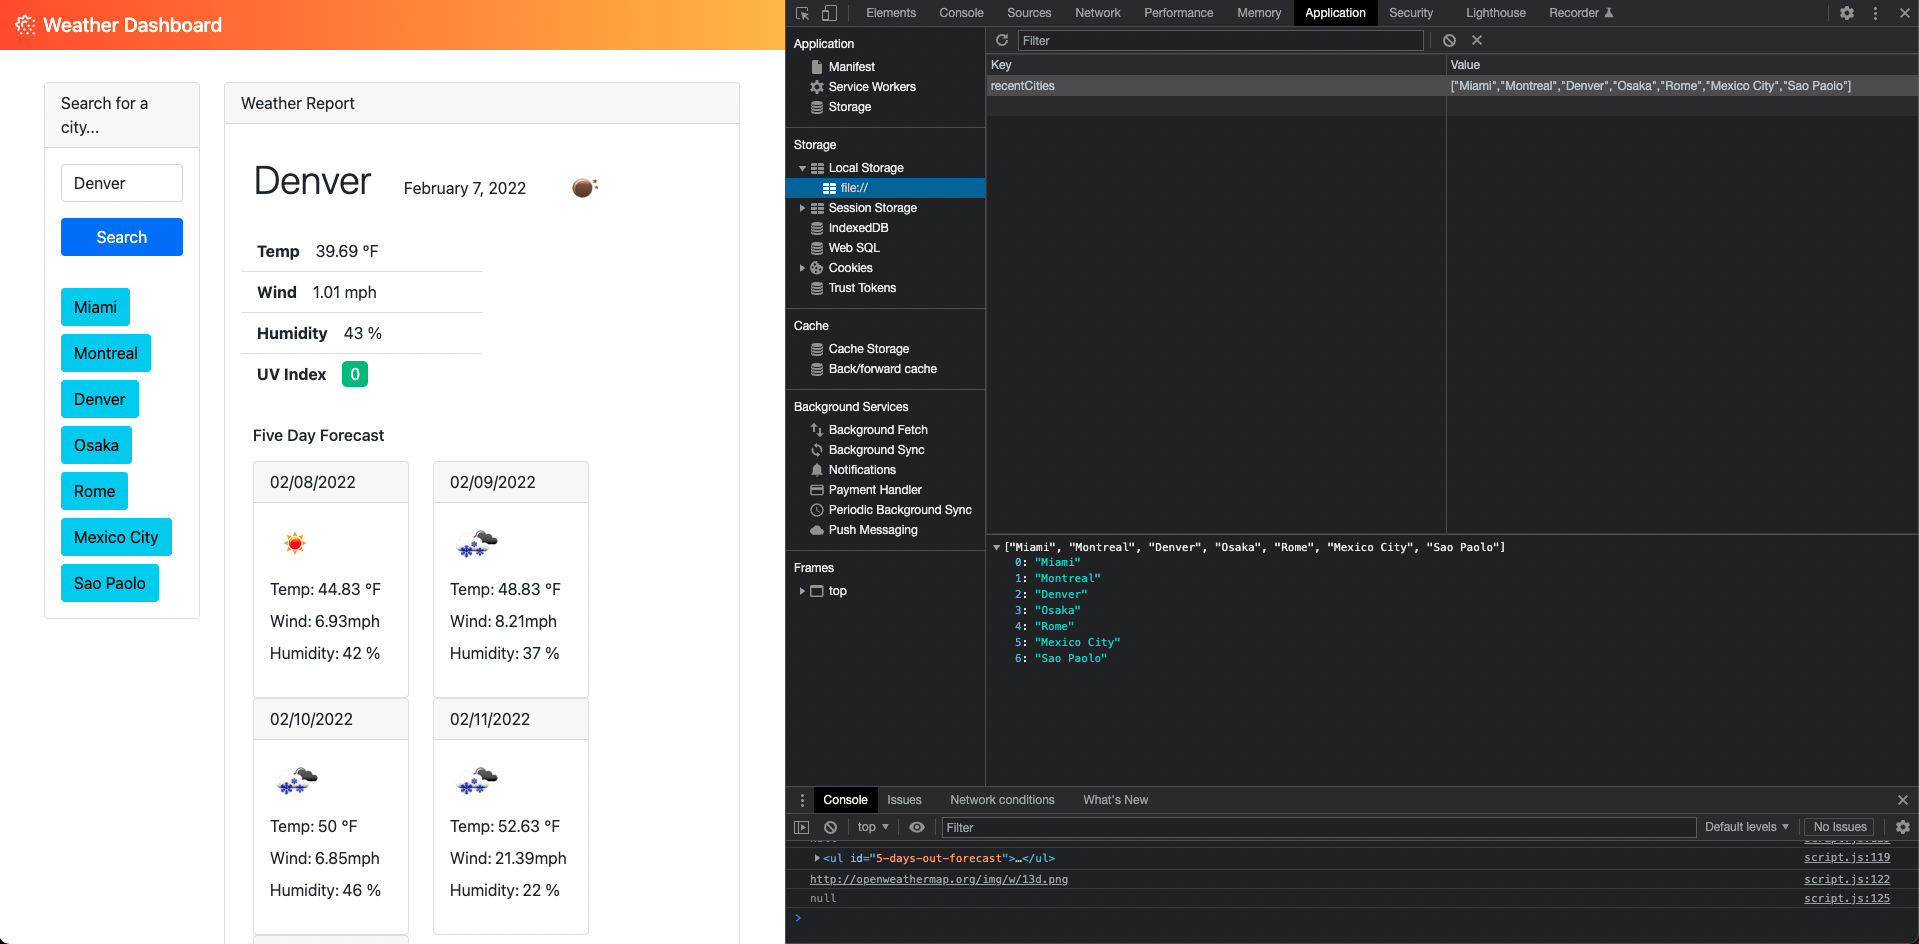 Weather Dashboard
Search for a
city...
Denver
Search
Miami
Montreal
Denver
Osaka
Rome
Mexico City
Sao Paolo
Weather Report
Denver February 7, 2022
Temp 39.69 °F
Wind 1.01 mph
Humidity 43 %
UV Index 0
Five Day Forecast
02/08/2022
Temp: 44.83 °F
Wind: 6.93mph
Humidity: 42 %
02/09/2022
Temp: 48.83 °F
Wind: 8.21mph
Humidity: 37 %
02/10/2022
Temp: 50 °F
Wind: 6.85mph
Humidity: 46 %
02/11/2022
Temp: 52.63 °F
Wind: 21.39mph
Humidity: 22 %
Elements Console Sources Network Performance Memory Application Security Lighthouse Recorder
Application
Manifest
Service Workers
Storage
Storage
Local Storage
file://
Session Storage
IndexedDB
Web SQL
Cookies
Trust Tokens
Cache
Cache Storage
Back/forward cache
Background Services
Background Fetch
Background Sync
Notifications
Payment Handler
Periodic Background Sync
Push Messaging
Frames
top
Filter
Key Value
recentCities ["Miami","Montreal","Denver","Osaka","Rome","Mexico City","Sao Paolo"]
["Miami", "Montreal", "Denver", "Osaka", "Rome", "Mexico City", "Sao Paolo"]
0: "Miami"
1: "Montreal"
2: "Denver"
3: "Osaka"
4: "Rome"
5: "Mexico City"
6: "Sao Paolo"
Console Issues Network conditions What's New
top Filter Default levels No Issues
<ul id="5-days-out-forecast">…</ul> script.js:119
http://openweathermap.org/img/w/13d.png script.js:122
null script.js:125